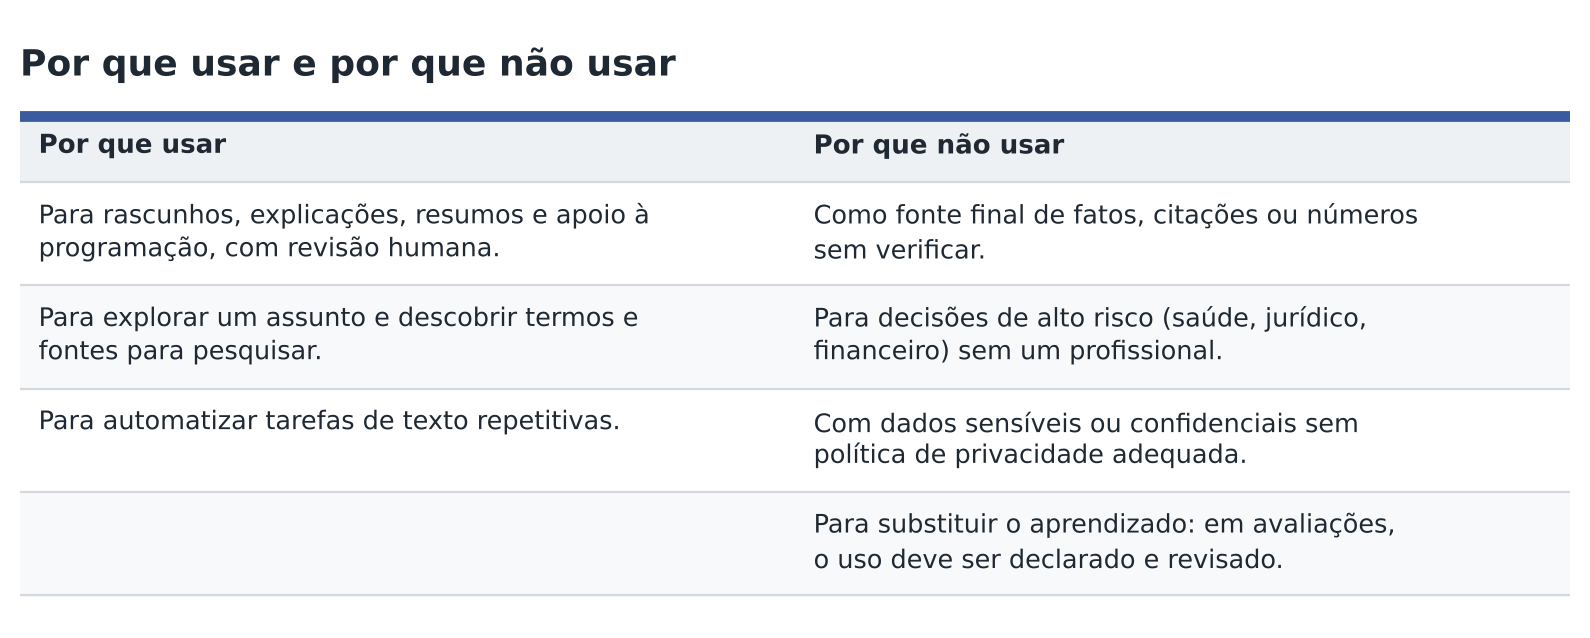 Por que usar e por que não usar
Por que usar
Por que não usar
Para rascunhos, explicações, resumos e apoio à
programação, com revisão humana.
Como fonte final de fatos, citações ou números
sem verificar.
Para explorar um assunto e descobrir termos e
fontes para pesquisar.
Para decisões de alto risco (saúde, jurídico,
financeiro) sem um profissional.
Para automatizar tarefas de texto repetitivas.
Com dados sensíveis ou confidenciais sem
política de privacidade adequada.
Para substituir o aprendizado: em avaliações,
o uso deve ser declarado e revisado.